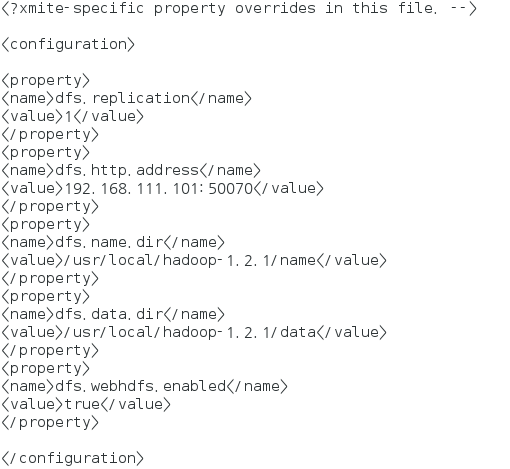 <?xmite-specific property overrides in this file. -->
<configuration>
<property>
<name>dfs.replication</name>
<value>1</value>
</property>
<property>
<name>dfs.http.address</name>
<value>192.168.111.101:50070</value>
</property>
<property>
<name>dfs.name.dir</name>
<value>/usr/local/hadoop-1.2.1/name</value>
</property>
<property>
<name>dfs.data.dir</name>
<value>/usr/local/hadoop-1.2.1/data</value>
</property>
<property>
<name>dfs.webhdfs.enabled</name>
<value>true</value>
</property>
</configuration>